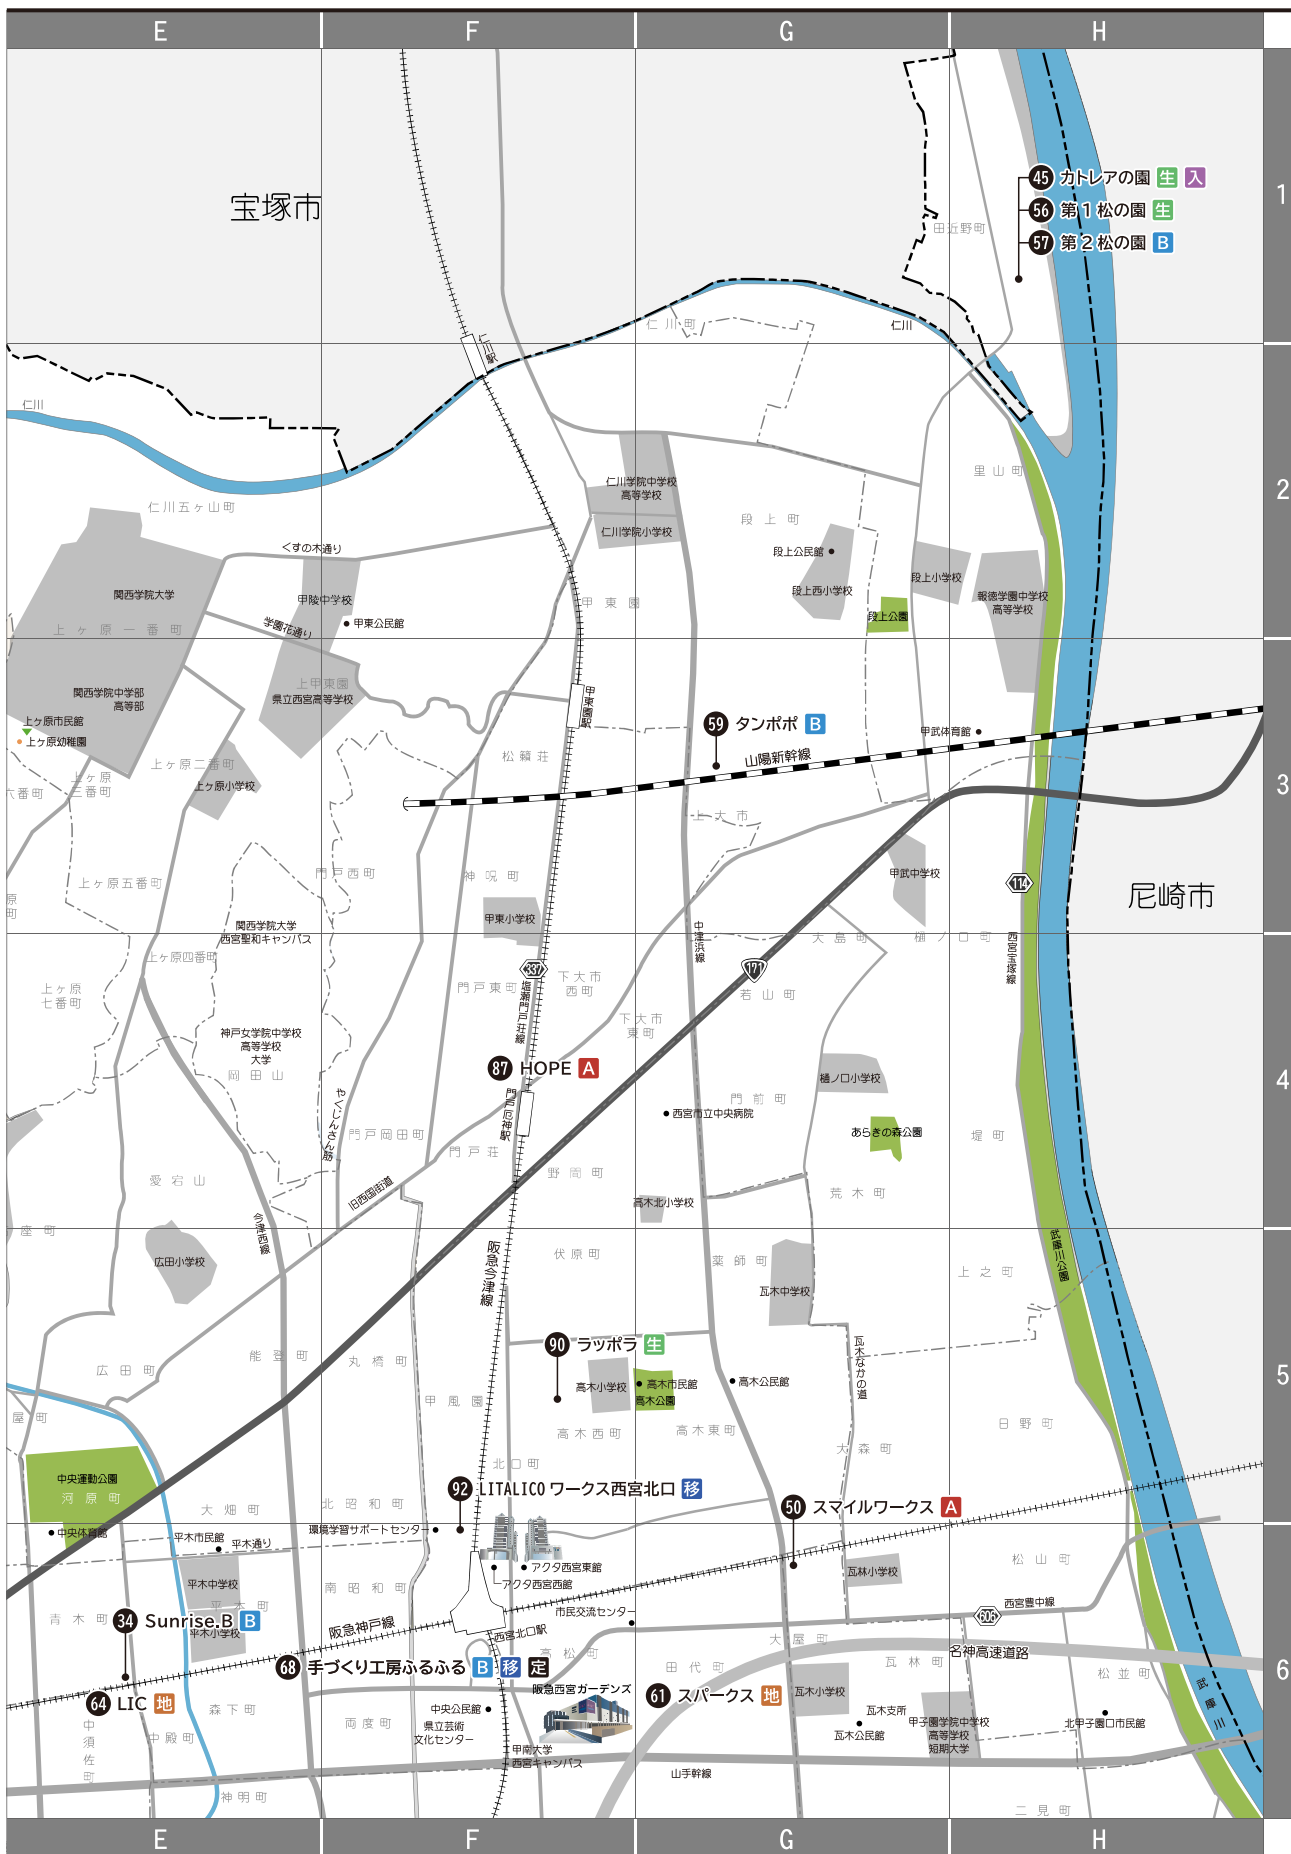 E F G H
1
宝塚市
45 カトレアの園 生 入
56 第1松の園 生
57 第2松の園 B
田近野町
仁川町
仁川
仁川駅
2
仁川
里山町
仁川学院中学校
高等学校
仁川学院小学校
仁川五ヶ山町
段上町
段上公民館
くすの木通り
関西学院大学
甲陵中学校
段上西小学校
段上小学校
報徳学園中学校
高等学校
甲東園
段上公園
甲東公民館
上ヶ原一番町
学園花通り
3
上甲東園
県立西宮高等学校
関西学院中学部
高等部
甲東園駅
上ヶ原市民館
上ヶ原幼稚園
59 タンポポ B
甲武体育館
山陽新幹線
松籟荘
上ヶ原二番町
上ヶ原
三番町
六番町
上ヶ原小学校
上大市
門戸西町
神呪町
上ヶ原五番町
原
町
甲武中学校
114
尼崎市
甲東小学校
関西学院大学
西宮聖和キャンパス
中津浜線
大島町
樋ノ口町
西宮宝塚線
4
上ヶ原四番町
上ヶ原
七番町
337
171
門戸東町
塩瀬門戸荘線
下大市
西町
若山町
下大市
東町
神戸女学院中学校
高等学校
大学
岡田山
87 HOPE A
樋ノ口小学校
門前町
やくじんさん筋
門戸厄神駅
西宮市立中央病院
あらきの森公園
堤町
門戸岡田町
門戸荘
愛宕山
野間町
荒木町
旧西国街道
高木北小学校
今津西線
座町
5
広田小学校
阪急今津線
伏原町
薬師町
武庫川公園
上之町
瓦木中学校
90 ラッポラ 生
瓦木なかの道
能登町
丸橋町
広田町
高木小学校
高木市民館
高木公園
高木公民館
甲風園
屋町
高木西町
高木東町
日野町
大森町
中央運動公園
河原町
北口町
92 LITALICOワークス西宮北口 移
大畑町
北昭和町
50 スマイルワークス A
環境学習サポートセンター
中央体育館
平木市民館
平木通り
6
アクタ西宮東館
アクタ西宮西館
松山町
瓦林小学校
平木中学校
南昭和町
平木町
平木小学校
青木町
34 Sunrise.B B
阪急神戸線
市民交流センター
西宮北口駅
606
西宮豊中線
大屋町
名神高速道路
高松町
68 手づくり工房ふるふる B 移 定
田代町
瓦林町
松並町
64 LIC 地
阪急西宮ガーデンズ
61 スパークス 地
瓦木小学校
武庫川
森下町
両度町
中央公民館
県立芸術
文化センター
瓦木支所
瓦木公民館
甲子園学院中学校
高等学校
短期大学
北甲子園口市民館
中須佐町
中殿町
甲南大学
西宮キャンパス
山手幹線
神明町
二見町
E F G H